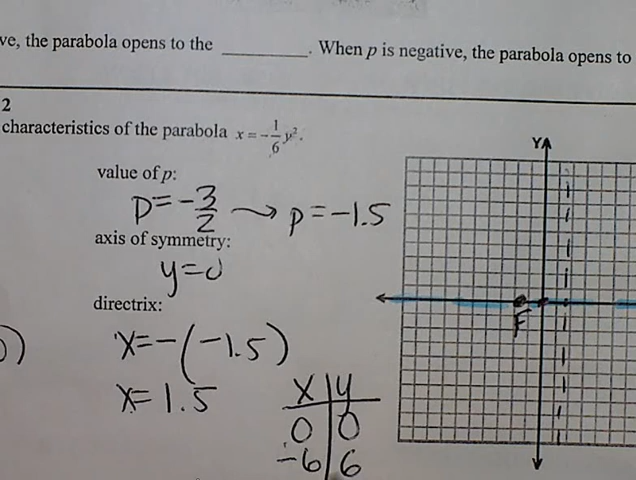 ve, the parabola opens to the ________. When p is negative, the parabola opens to
2
characteristics of the parabola x = -1/6 y².
value of p:
P = -3/2 → p = -1.5
axis of symmetry:
y=0
directrix:
x = -(-1.5)
x = 1.5
x | y
0 | 0
-6 | 6
Y
F